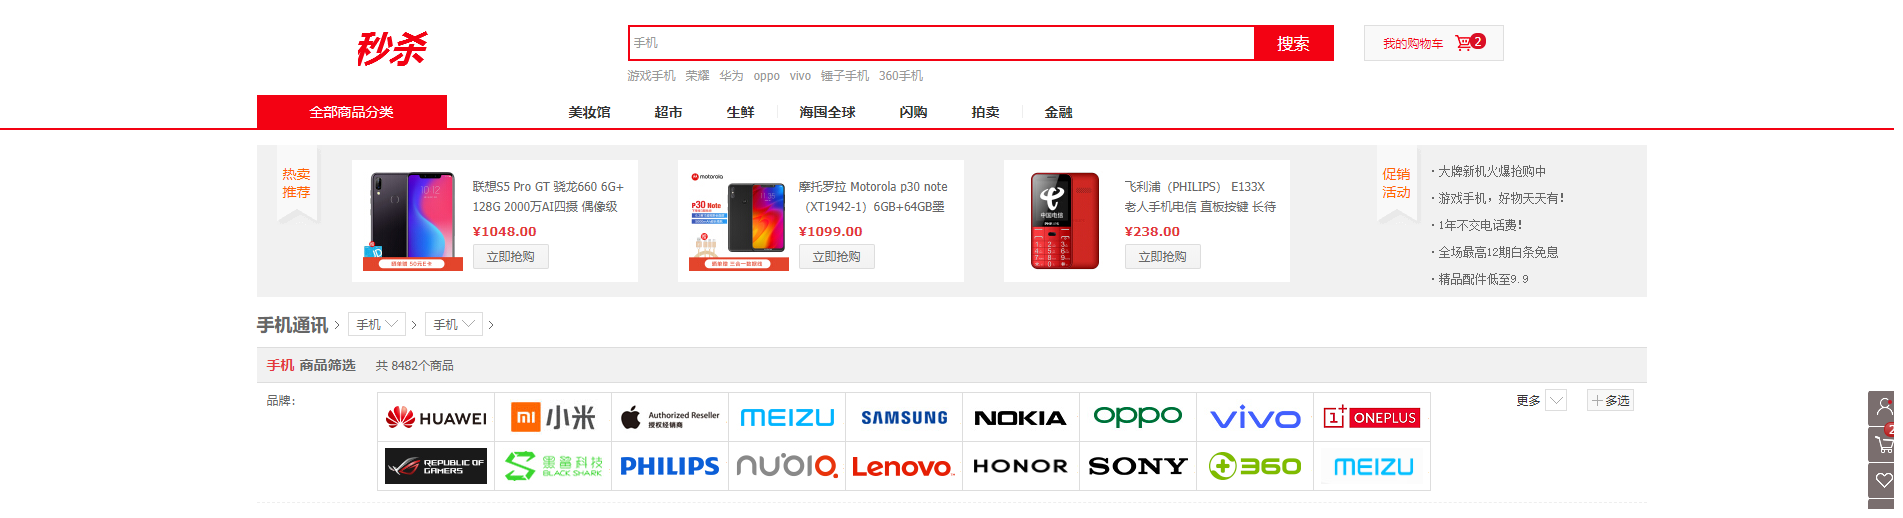 秒杀
手机
搜索
我的购物车
2
游戏手机 荣耀 华为 oppo vivo 锤子手机 360手机
全部商品分类
美妆馆 超市 生鲜 海囤全球 闪购 拍卖 金融
热卖
推荐
联想S5 Pro GT 骁龙660 6G+
128G 2000万AI四摄 偶像级
¥1048.00
立即抢购
motorola
P30 Note
摩托罗拉 Motorola p30 note
（XT1942-1）6GB+64GB墨
¥1099.00
立即抢购
中国电信
飞利浦（PHILIPS） E133X
老人手机电信 直板按键 长待
¥238.00
立即抢购
促销
活动
· 大牌新机火爆抢购中
· 游戏手机，好物天天有！
· 1年不交电话费！
· 全场最高12期白条免息
· 精品配件低至9.9
手机通讯 > 手机 > 手机 >
手机 商品筛选 共 8482个商品
品牌：
HUAWEI
小米
Authorized Reseller
授权经销商
MEIZU
SAMSUNG
NOKIA
oppo
vivo
1+ ONEPLUS
更多
+多选
REPUBLIC OF
GAMERS
黑鲨科技
BLACK SHARK
PHILIPS
nubia
Lenovo
HONOR
SONY
360
MEIZU
2